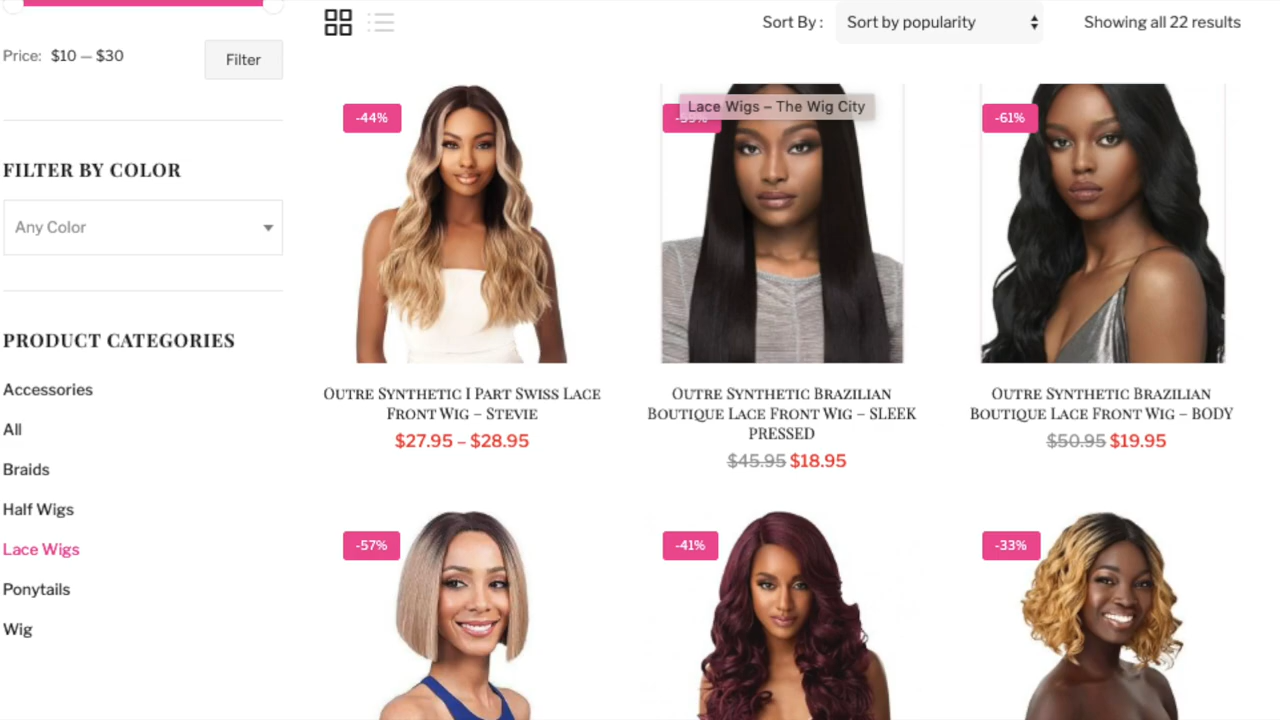 Sort By :
Sort by popularity
Showing all 22 results
Price: $10 — $30
Filter
FILTER BY COLOR
Any Color
PRODUCT CATEGORIES
Accessories
All
Braids
Half Wigs
Lace Wigs
Ponytails
Wig
-44%
Lace Wigs – The Wig City
-61%
Outre Synthetic I Part Swiss Lace
Front Wig – Stevie
$27.95 – $28.95
Outre Synthetic Brazilian
Boutique Lace Front Wig – SLEEK
PRESSED
$45.95 $18.95
Outre Synthetic Brazilian
Boutique Lace Front Wig – BODY
$50.95 $19.95
-57%
-41%
-33%